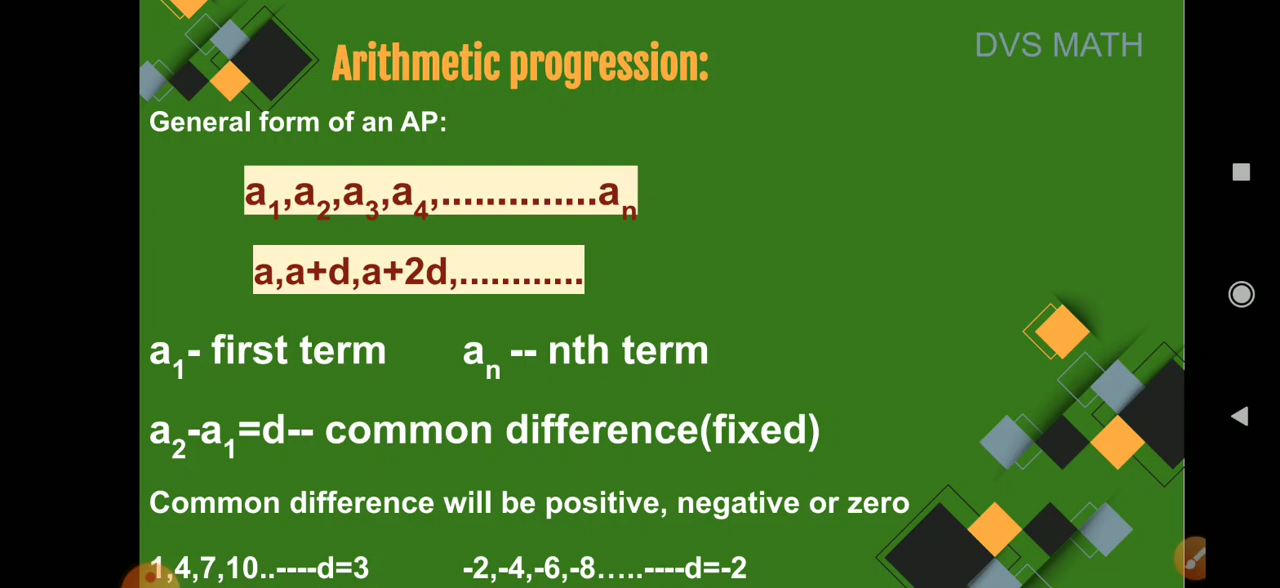 DVS MATH
Arithmetic progression:
General form of an AP:
a₁,a₂,a₃,a₄,..............aₙ
a,a+d,a+2d,............
a₁- first term aₙ -- nth term
a₂-a₁=d-- common difference(fixed)
Common difference will be positive, negative or zero
1,4,7,10..----d=3 -2,-4,-6,-8…..----d=-2